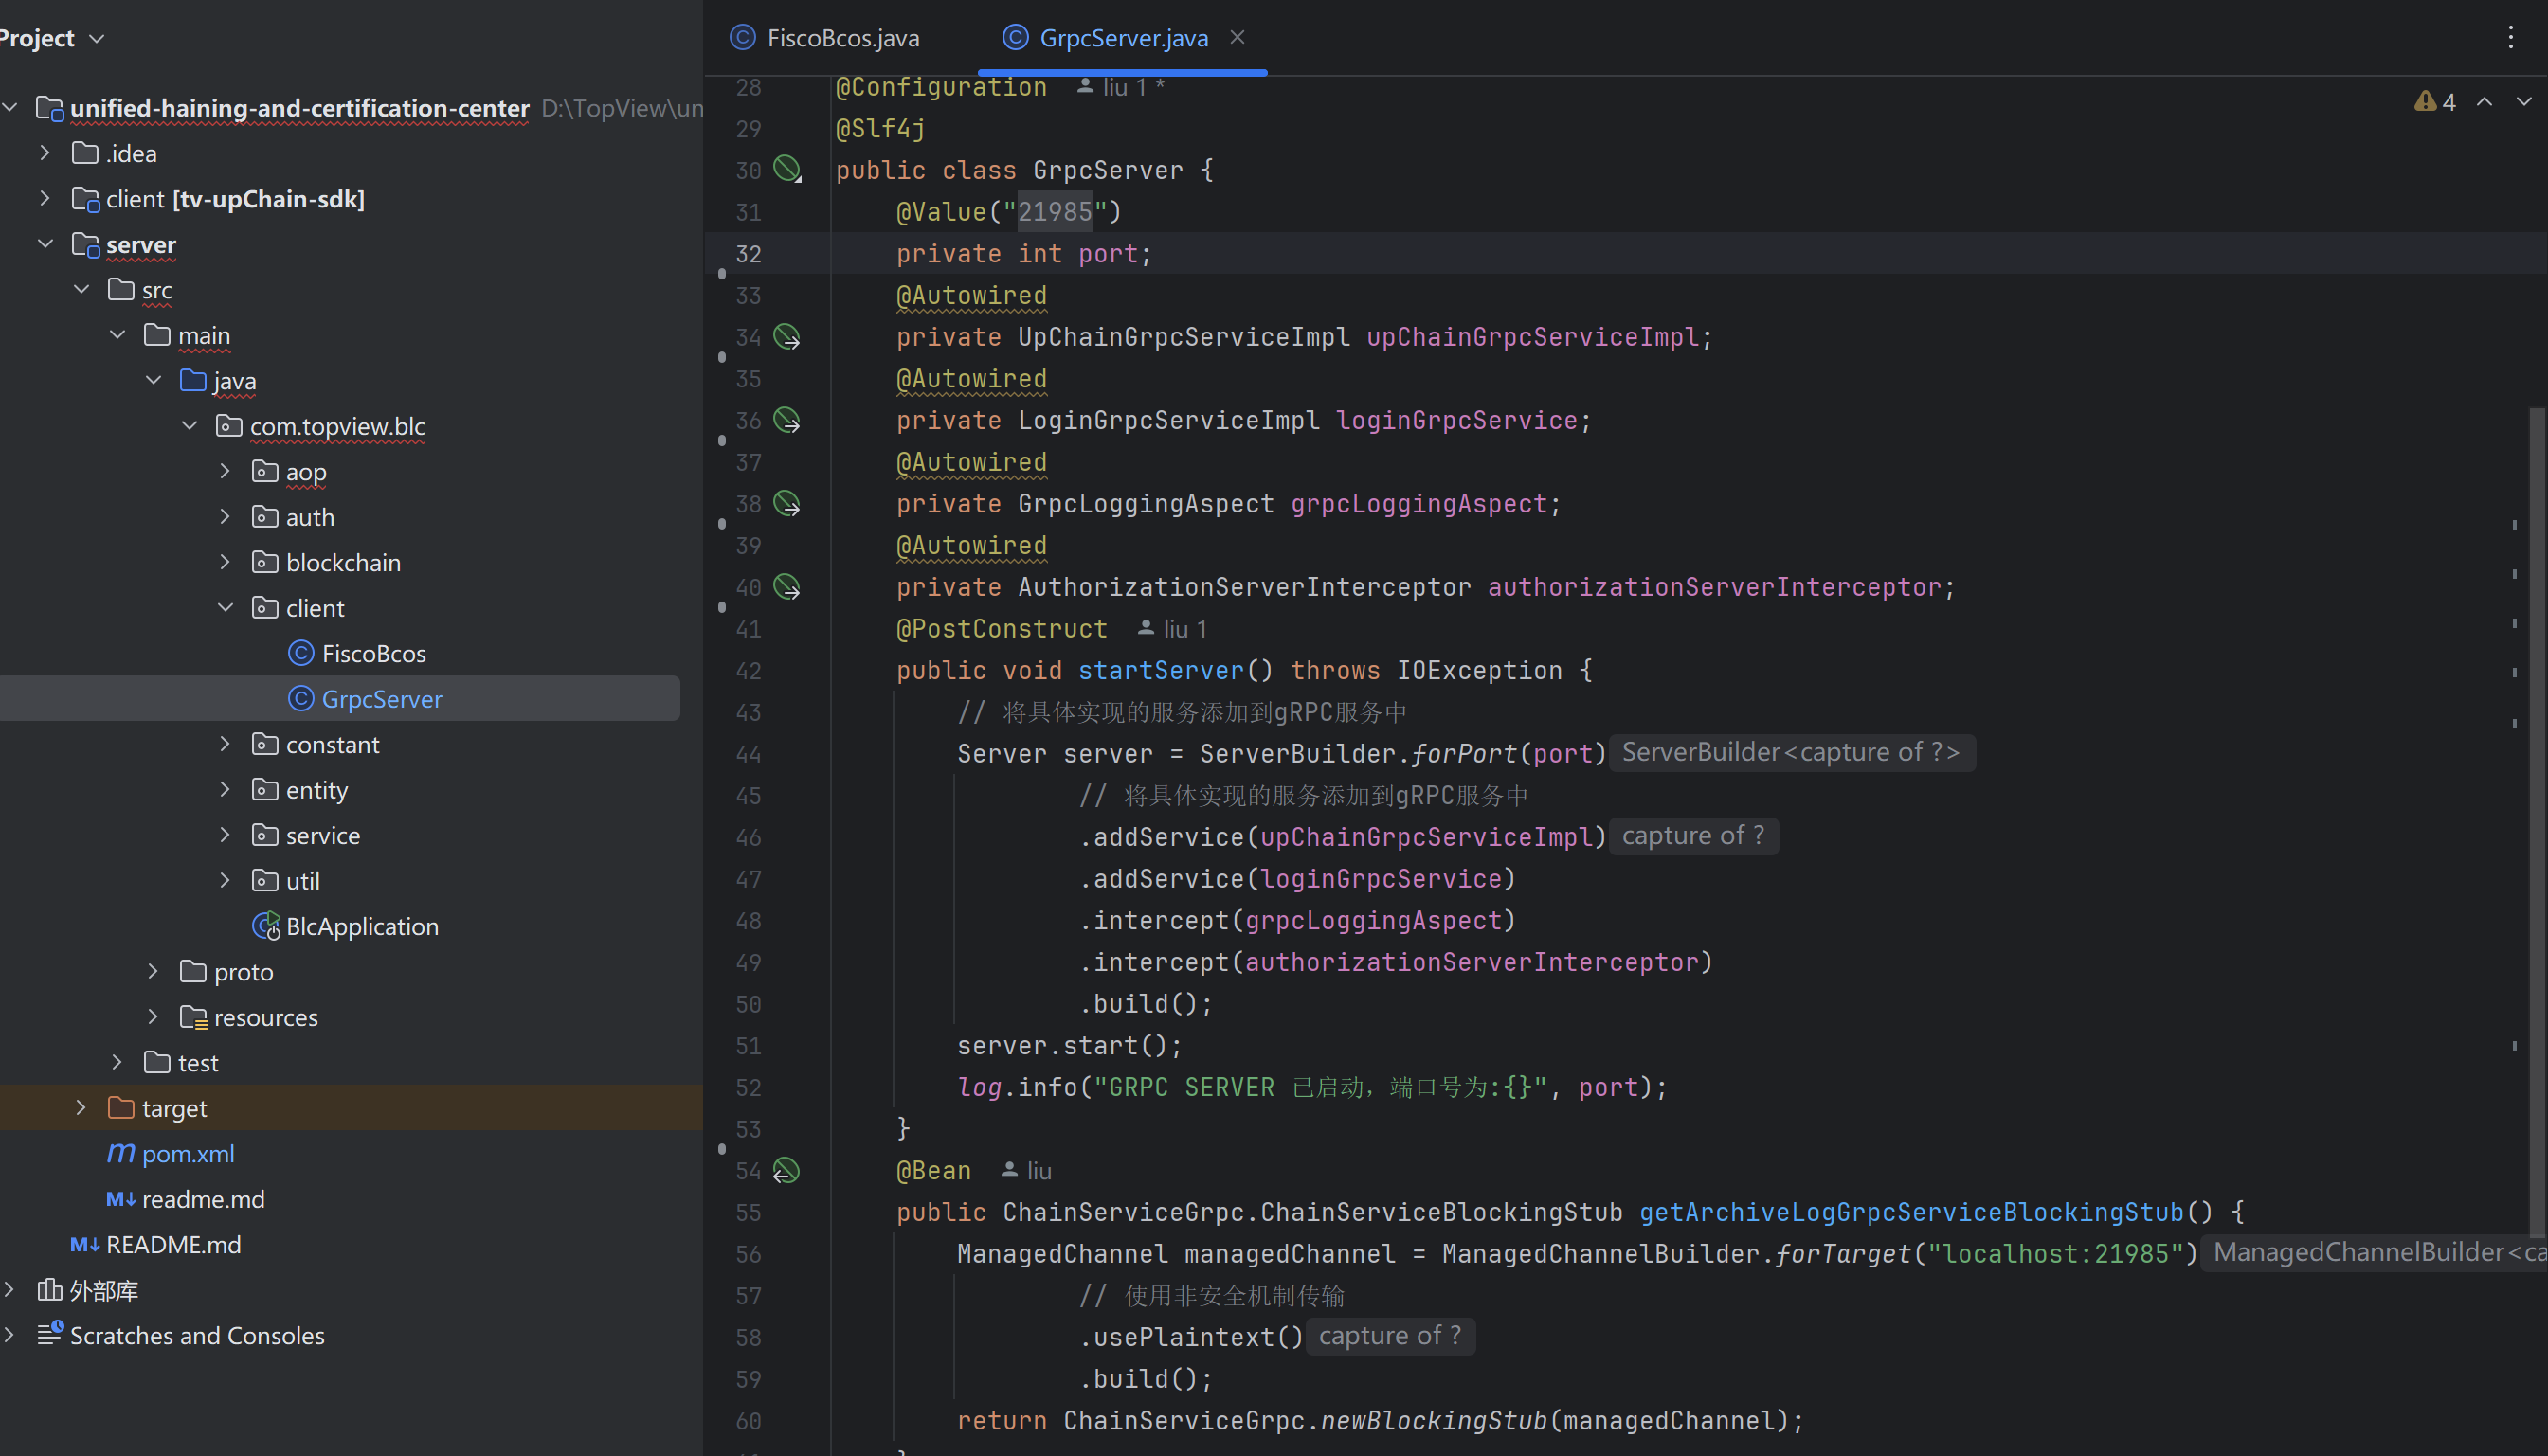 Project
unified-haining-and-certification-center D:\TopView\un
.idea
client [tv-upChain-sdk]
server
src
main
java
com.topview.blc
aop
auth
blockchain
client
FiscoBcos
GrpcServer
constant
entity
service
util
BlcApplication
proto
resources
test
target
pom.xml
readme.md
README.md
外部库
Scratches and Consoles
FiscoBcos.java GrpcServer.java
4
28 @Configuration liu 1 *
29 @Slf4j
30 public class GrpcServer {
31 @Value("21985")
32 private int port;
33 @Autowired
34 private UpChainGrpcServiceImpl upChainGrpcServiceImpl;
35 @Autowired
36 private LoginGrpcServiceImpl loginGrpcService;
37 @Autowired
38 private GrpcLoggingAspect grpcLoggingAspect;
39 @Autowired
40 private AuthorizationServerInterceptor authorizationServerInterceptor;
41 @PostConstruct liu 1
42 public void startServer() throws IOException {
43 // 将具体实现的服务添加到gRPC服务中
44 Server server = ServerBuilder.forPort(port) ServerBuilder<capture of ?>
45 // 将具体实现的服务添加到gRPC服务中
46 .addService(upChainGrpcServiceImpl) capture of ?
47 .addService(loginGrpcService)
48 .intercept(grpcLoggingAspect)
49 .intercept(authorizationServerInterceptor)
50 .build();
51 server.start();
52 log.info("GRPC SERVER 已启动，端口号为:{}", port);
53 }
54 @Bean liu
55 public ChainServiceGrpc.ChainServiceBlockingStub getArchiveLogGrpcServiceBlockingStub() {
56 ManagedChannel managedChannel = ManagedChannelBuilder.forTarget("localhost:21985") ManagedChannelBuilder<ca
57 // 使用非安全机制传输
58 .usePlaintext() capture of ?
59 .build();
60 return ChainServiceGrpc.newBlockingStub(managedChannel);